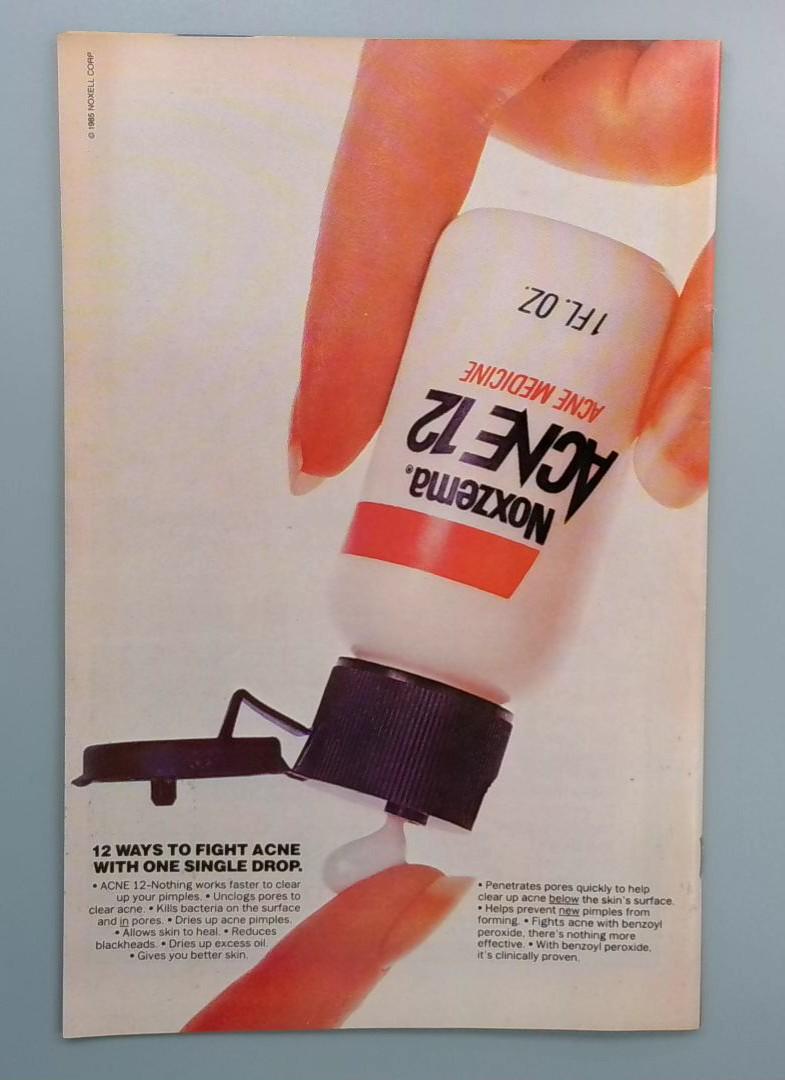 © 1985 NOXELL CORP
1 FL. OZ.
ACNE MEDICINE
ACNE 12
Noxzema®
12 WAYS TO FIGHT ACNE
WITH ONE SINGLE DROP.
• ACNE 12–Nothing works faster to clear
up your pimples. • Unclogs pores to
clear acne. • Kills bacteria on the surface
and in pores. • Dries up acne pimples.
• Allows skin to heal. • Reduces
blackheads. • Dries up excess oil.
• Gives you better skin.
• Penetrates pores quickly to help
clear up acne below the skin's surface.
• Helps prevent new pimples from
forming. • Fights acne with benzoyl
peroxide, there's nothing more
effective. • With benzoyl peroxide,
it's clinically proven.